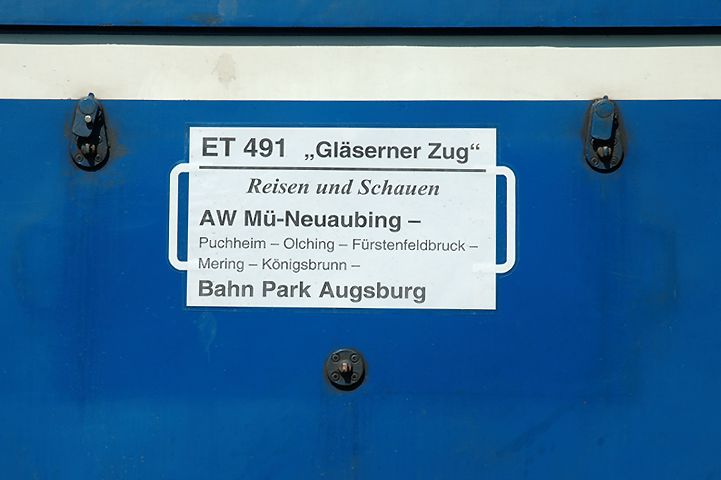 ET 491 „Gläserner Zug“
Reisen und Schauen
AW Mü-Neuaubing –
Puchheim – Olching – Fürstenfeldbruck –
Mering – Königsbrunn –
Bahn Park Augsburg